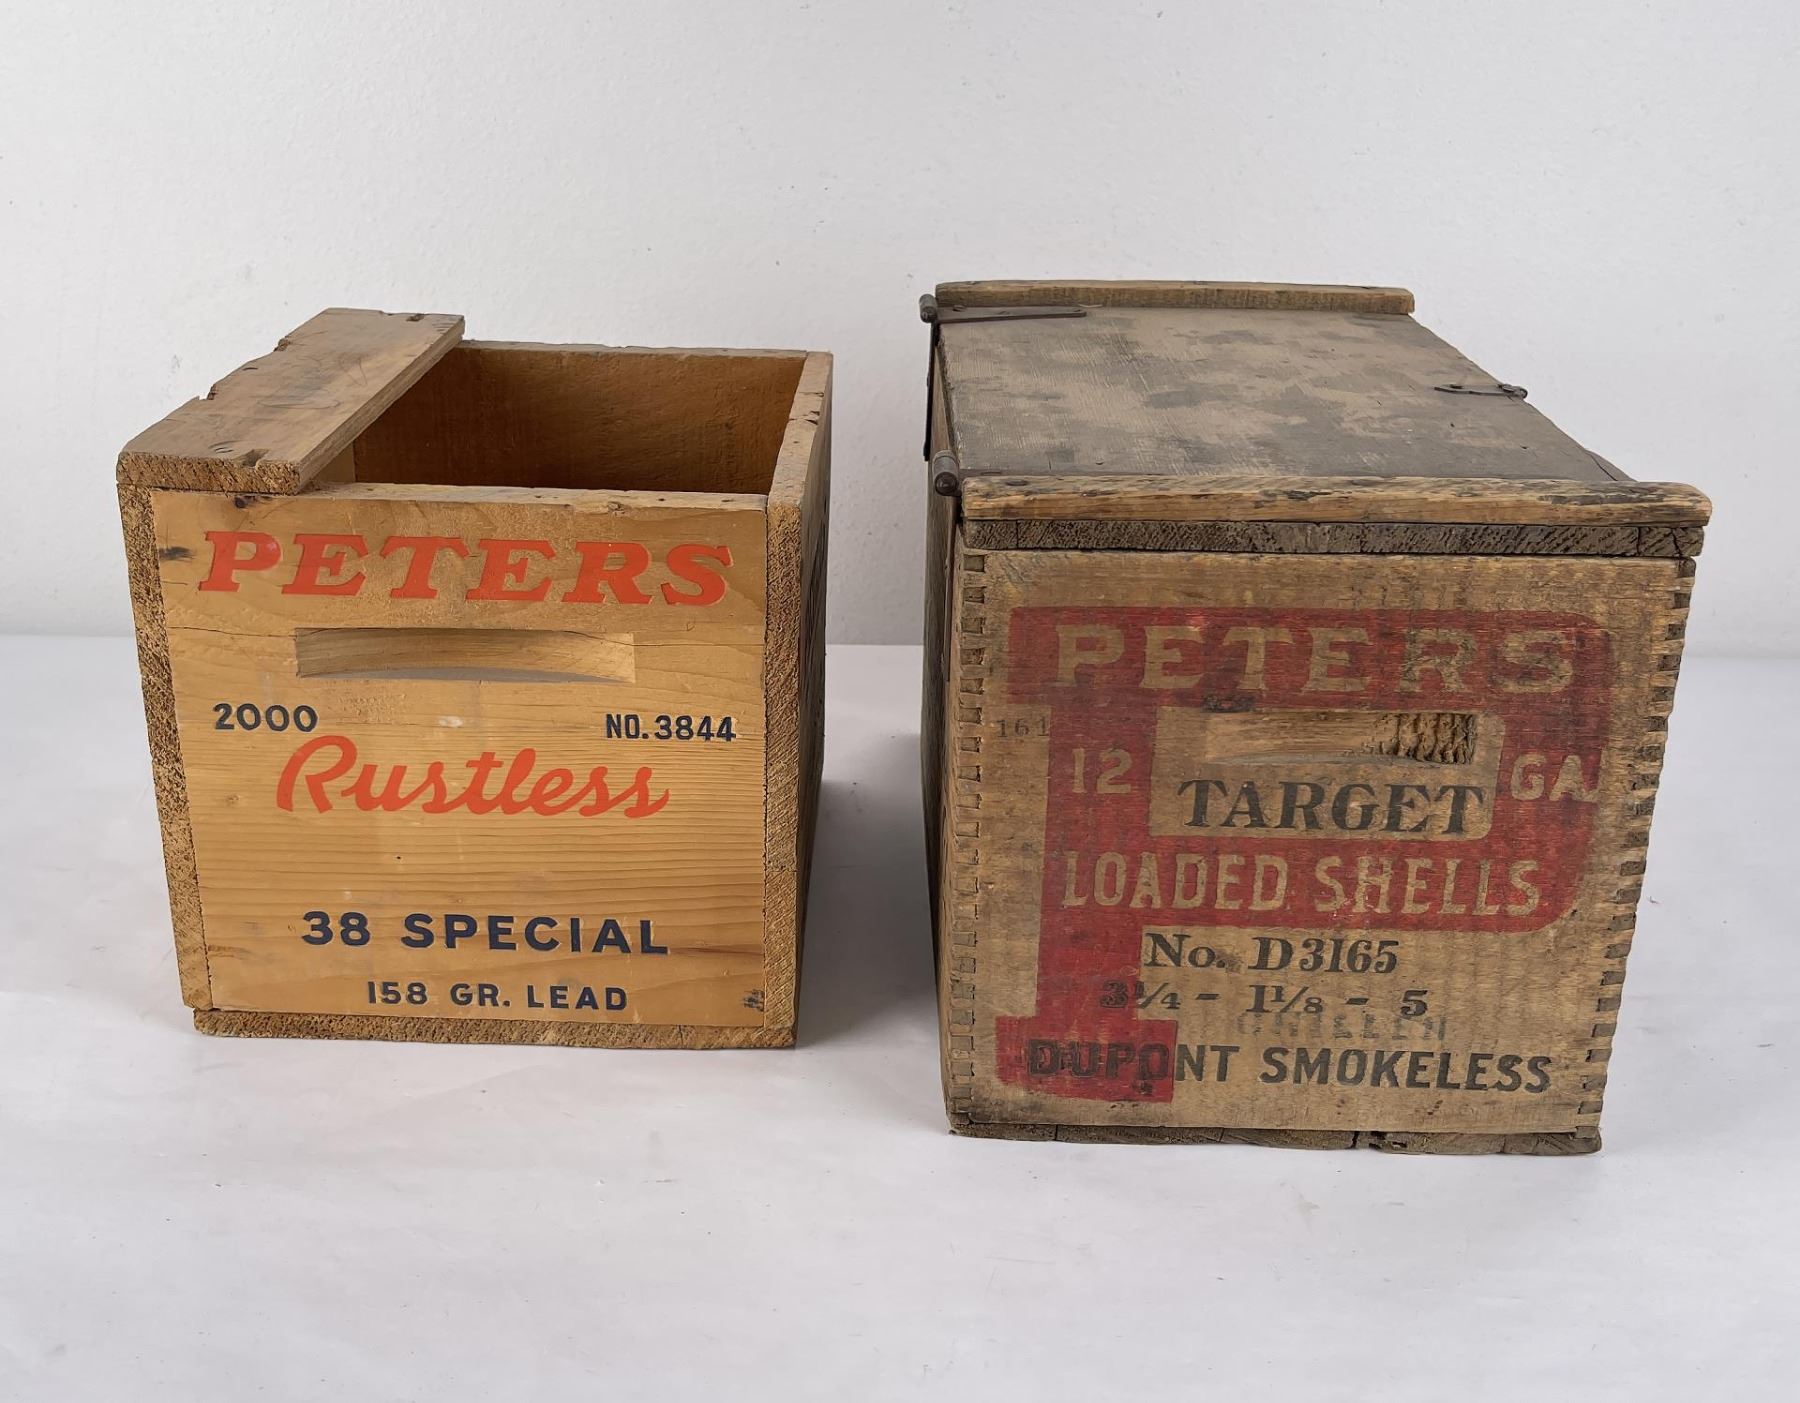 PETERS
2000 NO. 3844
Rustless
38 SPECIAL
158 GR. LEAD
PETERS
161
12 GA.
TARGET
LOADED SHELLS
No. D3165
3¼ - 1⅛ - 5
DUPONT SMOKELESS